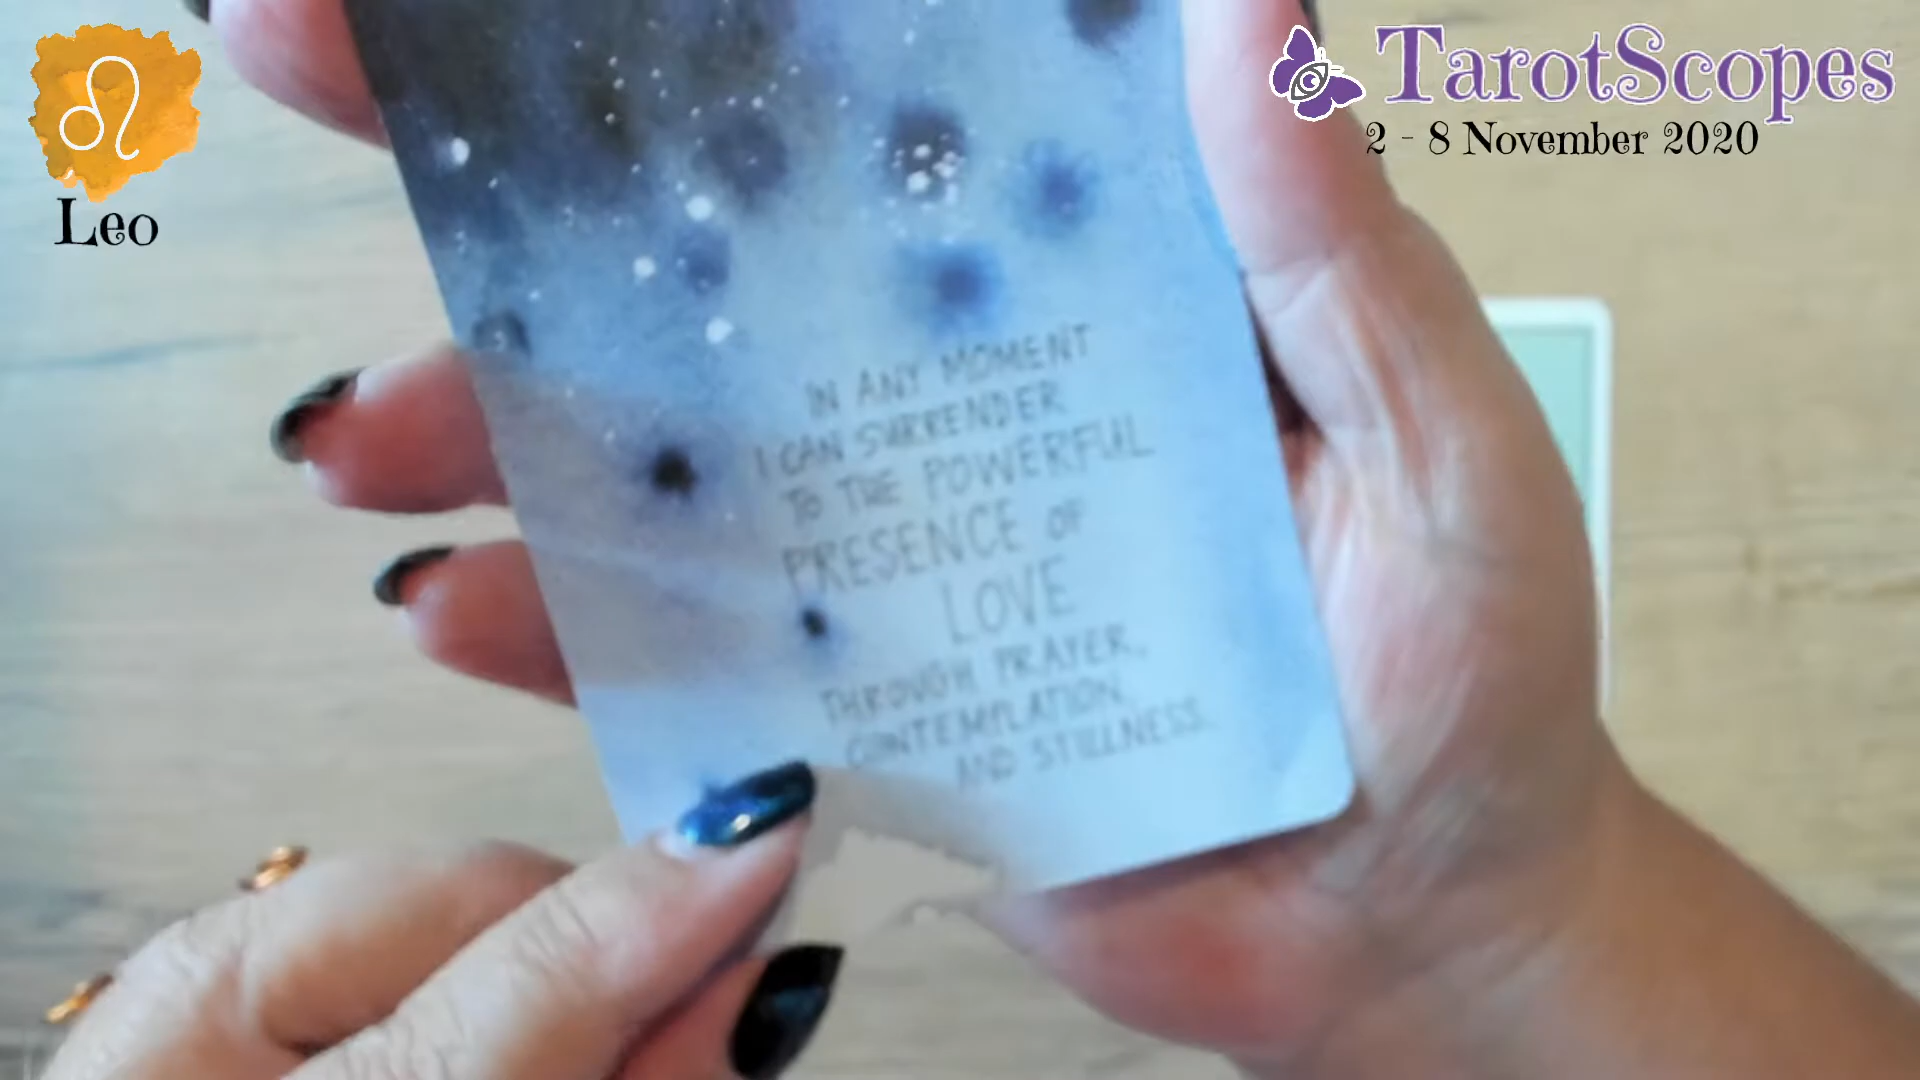 Leo
TarotScopes
2 - 8 November 2020
IN ANY MOMENT
I CAN SURRENDER
TO THE POWERFUL
PRESENCE OF
LOVE
THROUGH PRAYER,
CONTEMPLATION,
AND STILLNESS.